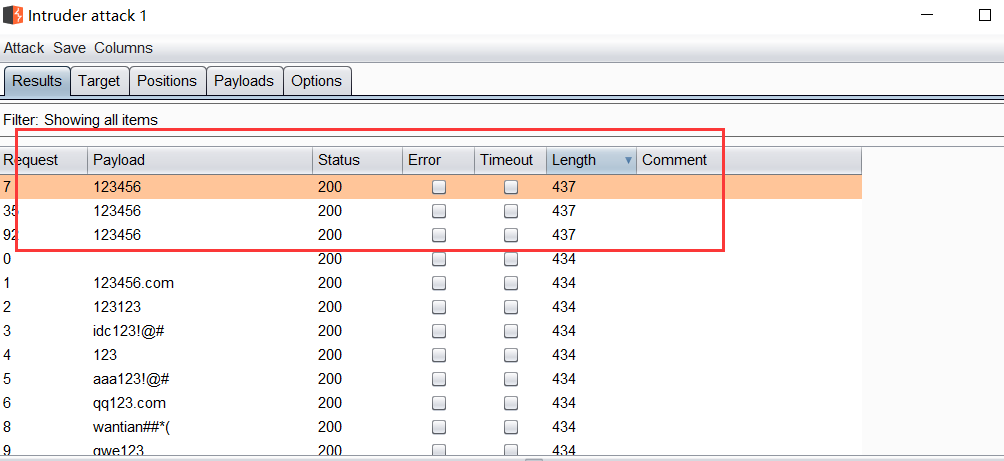 Intruder attack 1
Attack Save Columns
Results Target Positions Payloads Options
Filter: Showing all items
Request Payload Status Error Timeout Length Comment
7 123456 200 437
35 123456 200 437
92 123456 200 437
0 200 434
1 123456.com 200 434
2 123123 200 434
3 idc123!@# 200 434
4 123 200 434
5 aaa123!@# 200 434
6 qq123.com 200 434
8 wantian##*( 200 434
9 qwe123 200 434